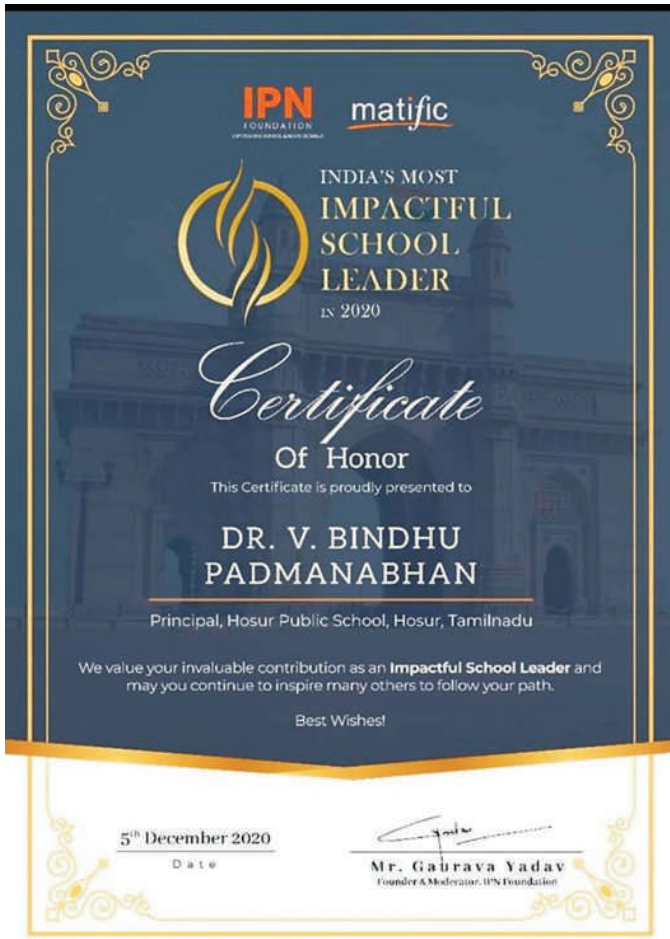 IPN
FOUNDATION
matific
INDIA'S MOST
IMPACTFUL
SCHOOL
LEADER
IN 2020
Certificate
Of Honor
This Certificate is proudly presented to
DR. V. BINDHU
PADMANABHAN
Principal, Hosur Public School, Hosur, Tamilnadu
We value your invaluable contribution as an Impactful School Leader and
may you continue to inspire many others to follow your path.
Best Wishes!
5th December 2020
Date
Mr. Gaurava Yadav
Founder & Moderator, IPN Foundation